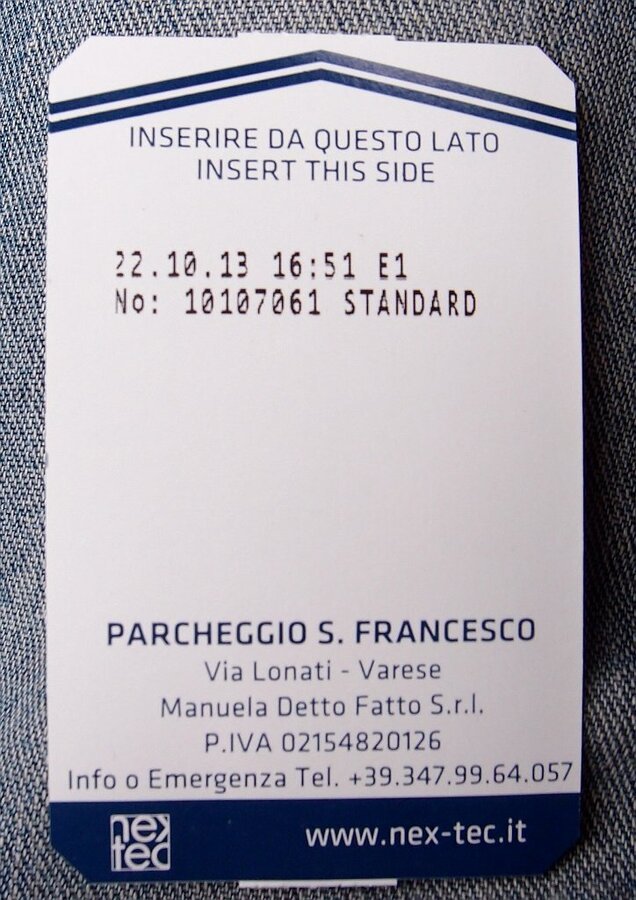 INSERIRE DA QUESTO LATO
INSERT THIS SIDE
22.10.13 16:51 E1
No: 10107061 STANDARD
PARCHEGGIO S. FRANCESCO
Via Lonati - Varese
Manuela Detto Fatto S.r.l.
P.IVA 02154820126
Info o Emergenza Tel. +39.347.99.64.057
nex
tec
www.nex-tec.it